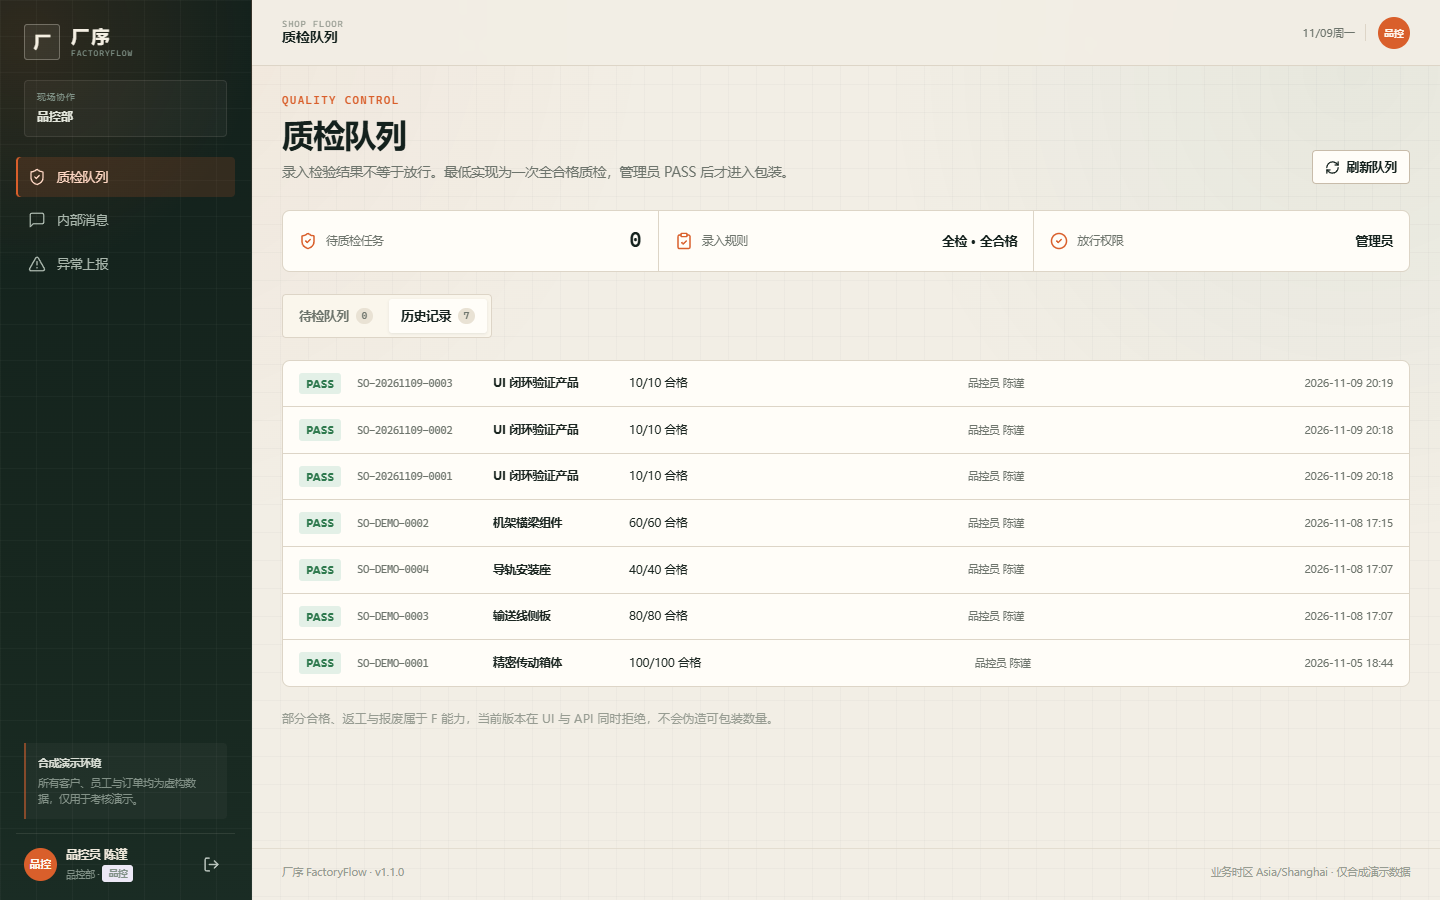 厂
厂序
FACTORYFLOW
现场协作
品控部
质检队列
内部消息
异常上报
合成演示环境
所有客户、员工与订单均为虚构数
据，仅用于考核演示。
品控
品控员 陈谨
品控部 · 品控
SHOP FLOOR
质检队列
11/09周一
品控
QUALITY CONTROL
质检队列
录入检验结果不等于放行。最低实现为一次全合格质检，管理员 PASS 后才进入包装。
刷新队列
待质检任务 0
录入规则 全检 • 全合格
放行权限 管理员
待检队列 0 历史记录 7
PASS SO-20261109-0003 UI 闭环验证产品 10/10 合格 品控员 陈谨 2026-11-09 20:19
PASS SO-20261109-0002 UI 闭环验证产品 10/10 合格 品控员 陈谨 2026-11-09 20:18
PASS SO-20261109-0001 UI 闭环验证产品 10/10 合格 品控员 陈谨 2026-11-09 20:18
PASS SO-DEMO-0002 机架横梁组件 60/60 合格 品控员 陈谨 2026-11-08 17:15
PASS SO-DEMO-0004 导轨安装座 40/40 合格 品控员 陈谨 2026-11-08 17:07
PASS SO-DEMO-0003 输送线侧板 80/80 合格 品控员 陈谨 2026-11-08 17:07
PASS SO-DEMO-0001 精密传动箱体 100/100 合格 品控员 陈谨 2026-11-05 18:44
部分合格、返工与报废属于 F 能力，当前版本在 UI 与 API 同时拒绝，不会伪造可包装数量。
厂序 FactoryFlow · v1.1.0
业务时区 Asia/Shanghai · 仅合成演示数据